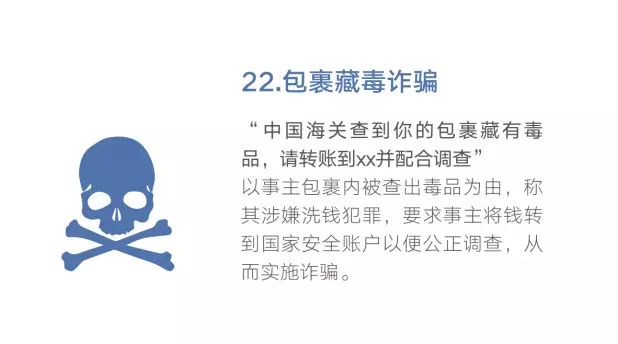 22.包裹藏毒诈骗
“中国海关查到你的包裹藏有毒
品，请转账到xx并配合调查”
以事主包裹内被查出毒品为由，称
其涉嫌洗钱犯罪，要求事主将钱转
到国家安全账户以便公正调查，从
而实施诈骗。